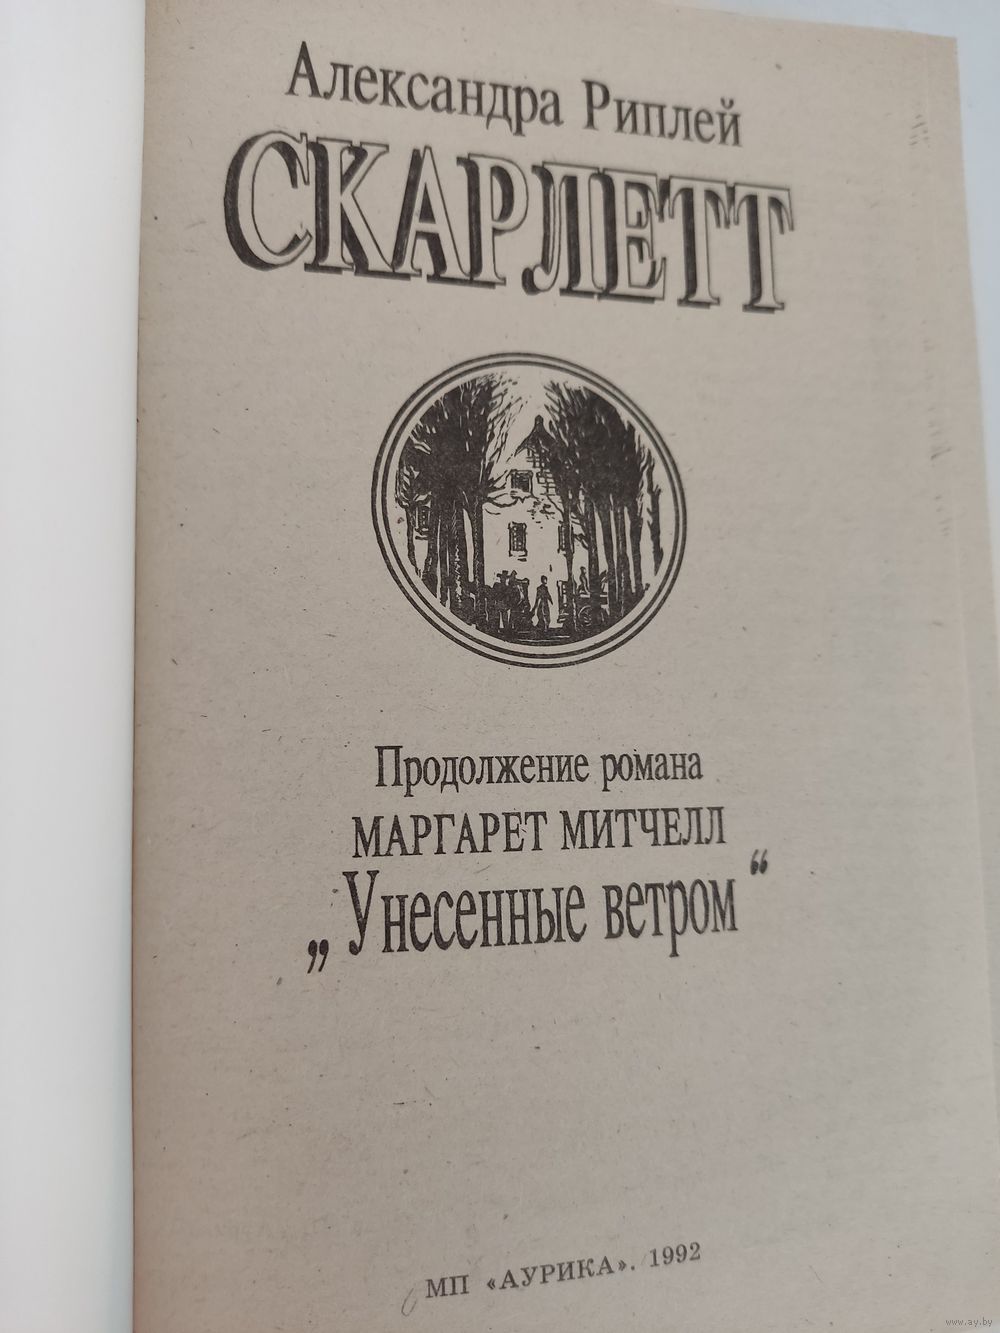 Александра Риплей
СКАРЛЕТТ
Продолжение романа
МАРГАРЕТ МИТЧЕЛЛ
„Унесенные ветром“
МП «АУРИКА». 1992
www.ay.by